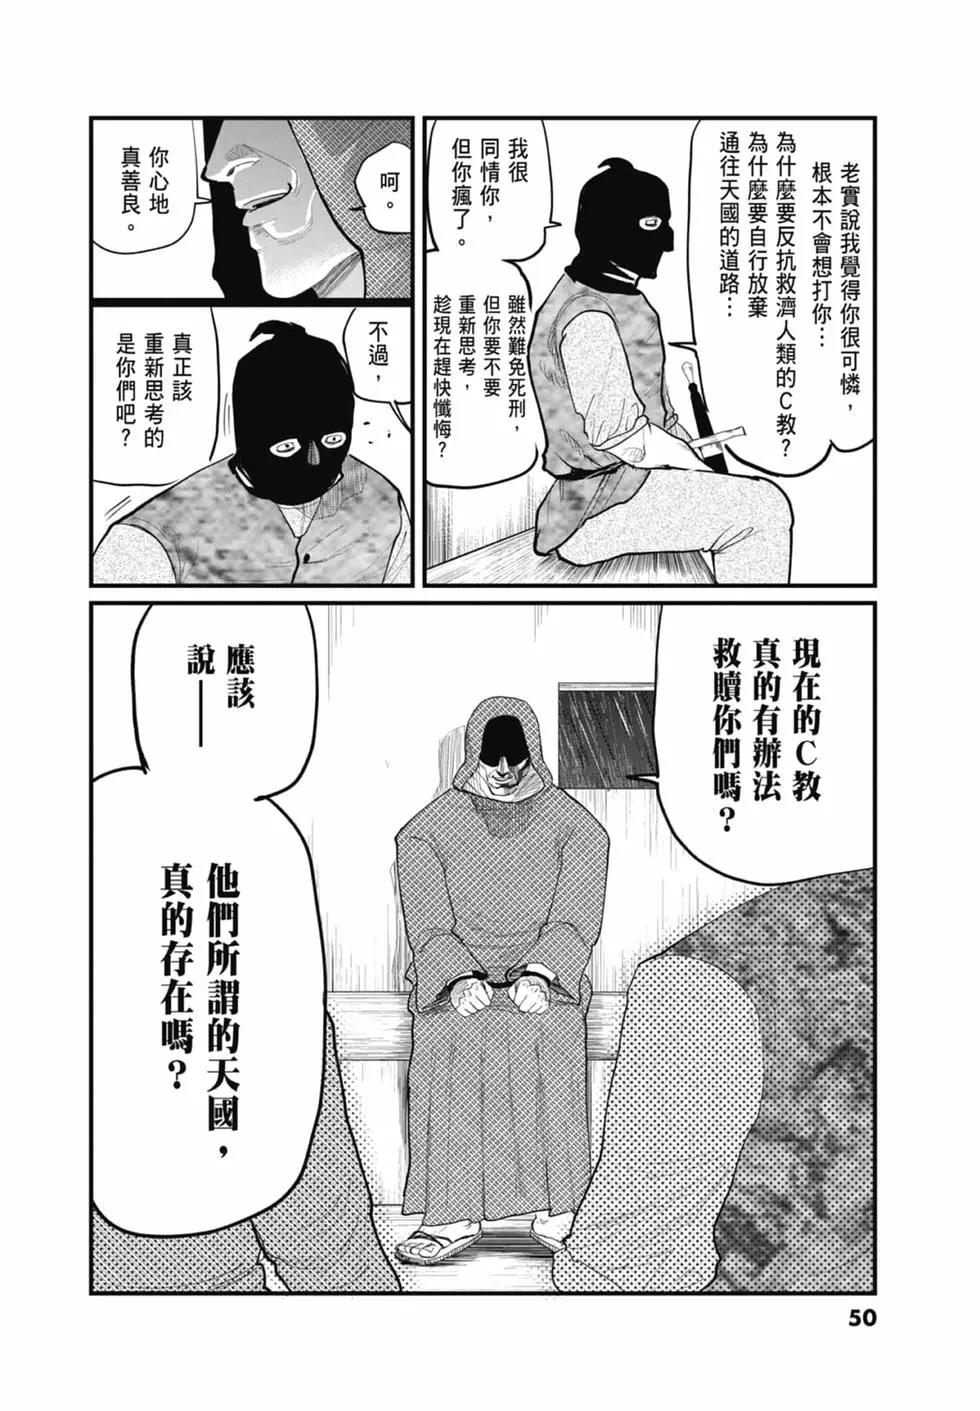 老實說我覺得你很可憐，
根本不會想打你…
為什麼要反抗救濟人類的C教？
為什麼要自行放棄
通往天國的道路…
我很
同情你，
但你瘋了。
雖然難免死刑，
但你要不要
重新思考，
趁現在趕快懺悔？
呵。
你心地
真善良。
不過，
真正該
重新思考的
是你們吧？
現在的C教
真的有辦法
救贖你們嗎？
應該
說——
他們所謂的天國，
真的存在嗎？
50